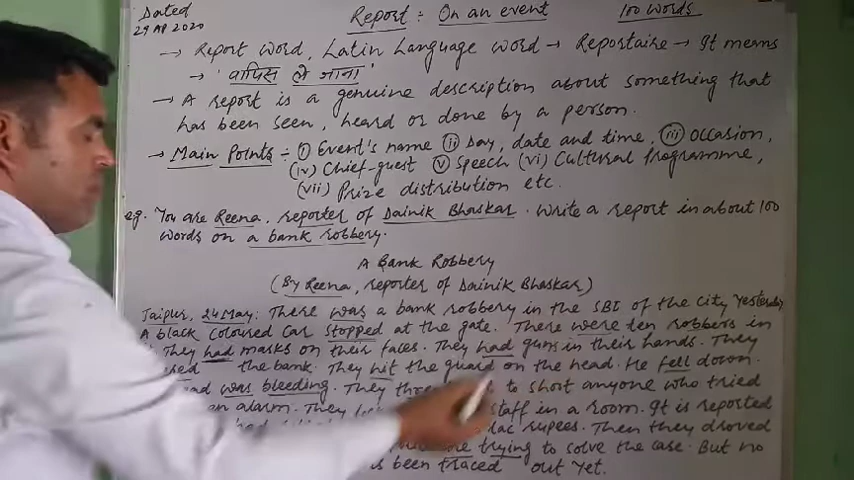 Dated
29 AP 2020
Report :- On an event 100 words
→ Report word, Latin Language word → Reportaire → It means
→ 'वापिस ले जाना'
→ A report is a genuine description about something that
has been seen, heard or done by a person.
→ Main Points :- (i) Event's name (ii) Day, date and time, (iii) Occasion,
(iv) Chief-guest (v) Speech (vi) Cultural Programme,
(vii) Prize distribution etc.
eg. You are Reena, reporter of Dainik Bhaskar. Write a report in about 100
words on a bank robbery.
A Bank Robbery
(By Reena, reporter of Dainik Bhaskar)
Jaipur, 24 May: There was a bank robbery in the SBI of the city yesterday
A black coloured car stopped at the gate. There were ten robbers in
They had masks on their faces. They had guns in their hands. They
the bank. They hit the guard on the head. He fell down.
was bleeding. They to shoot anyone who tried
an alarm. They staff in a room. It is reported
lac rupees. Then they droved
trying to solve the case. But no
been traced out yet.